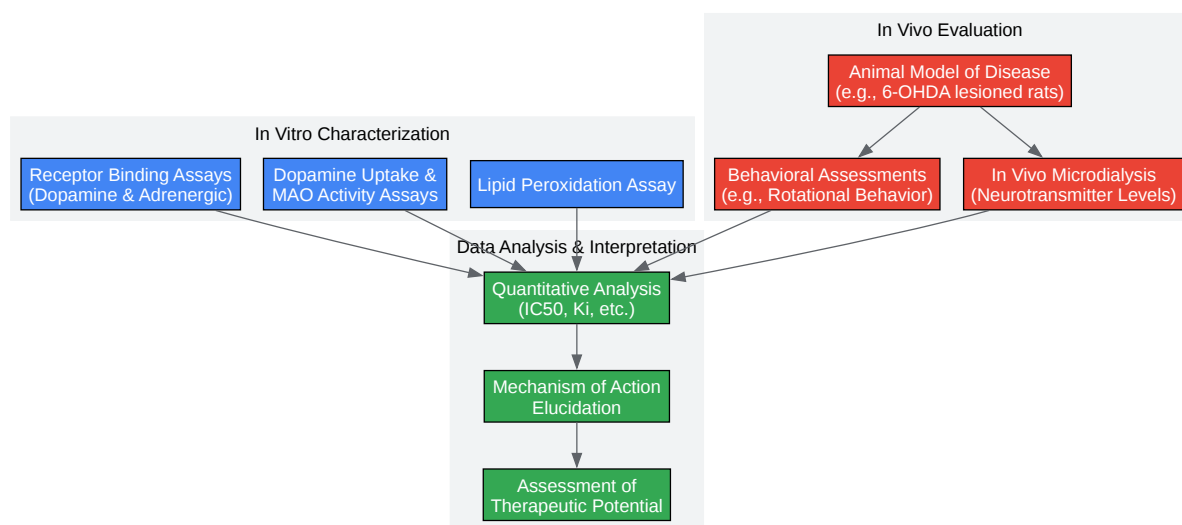 In Vivo Evaluation
Animal Model of Disease
(e.g., 6-OHDA lesioned rats)
In Vitro Characterization
Receptor Binding Assays
(Dopamine & Adrenergic)
Dopamine Uptake &
MAO Activity Assays
Lipid Peroxidation Assay
Behavioral Assessments
(e.g., Rotational Behavior)
In Vivo Microdialysis
(Neurotransmitter Levels)
Data Analysis & Interpretation
Quantitative Analysis
(IC50, Ki, etc.)
Mechanism of Action
Elucidation
Assessment of
Therapeutic Potential